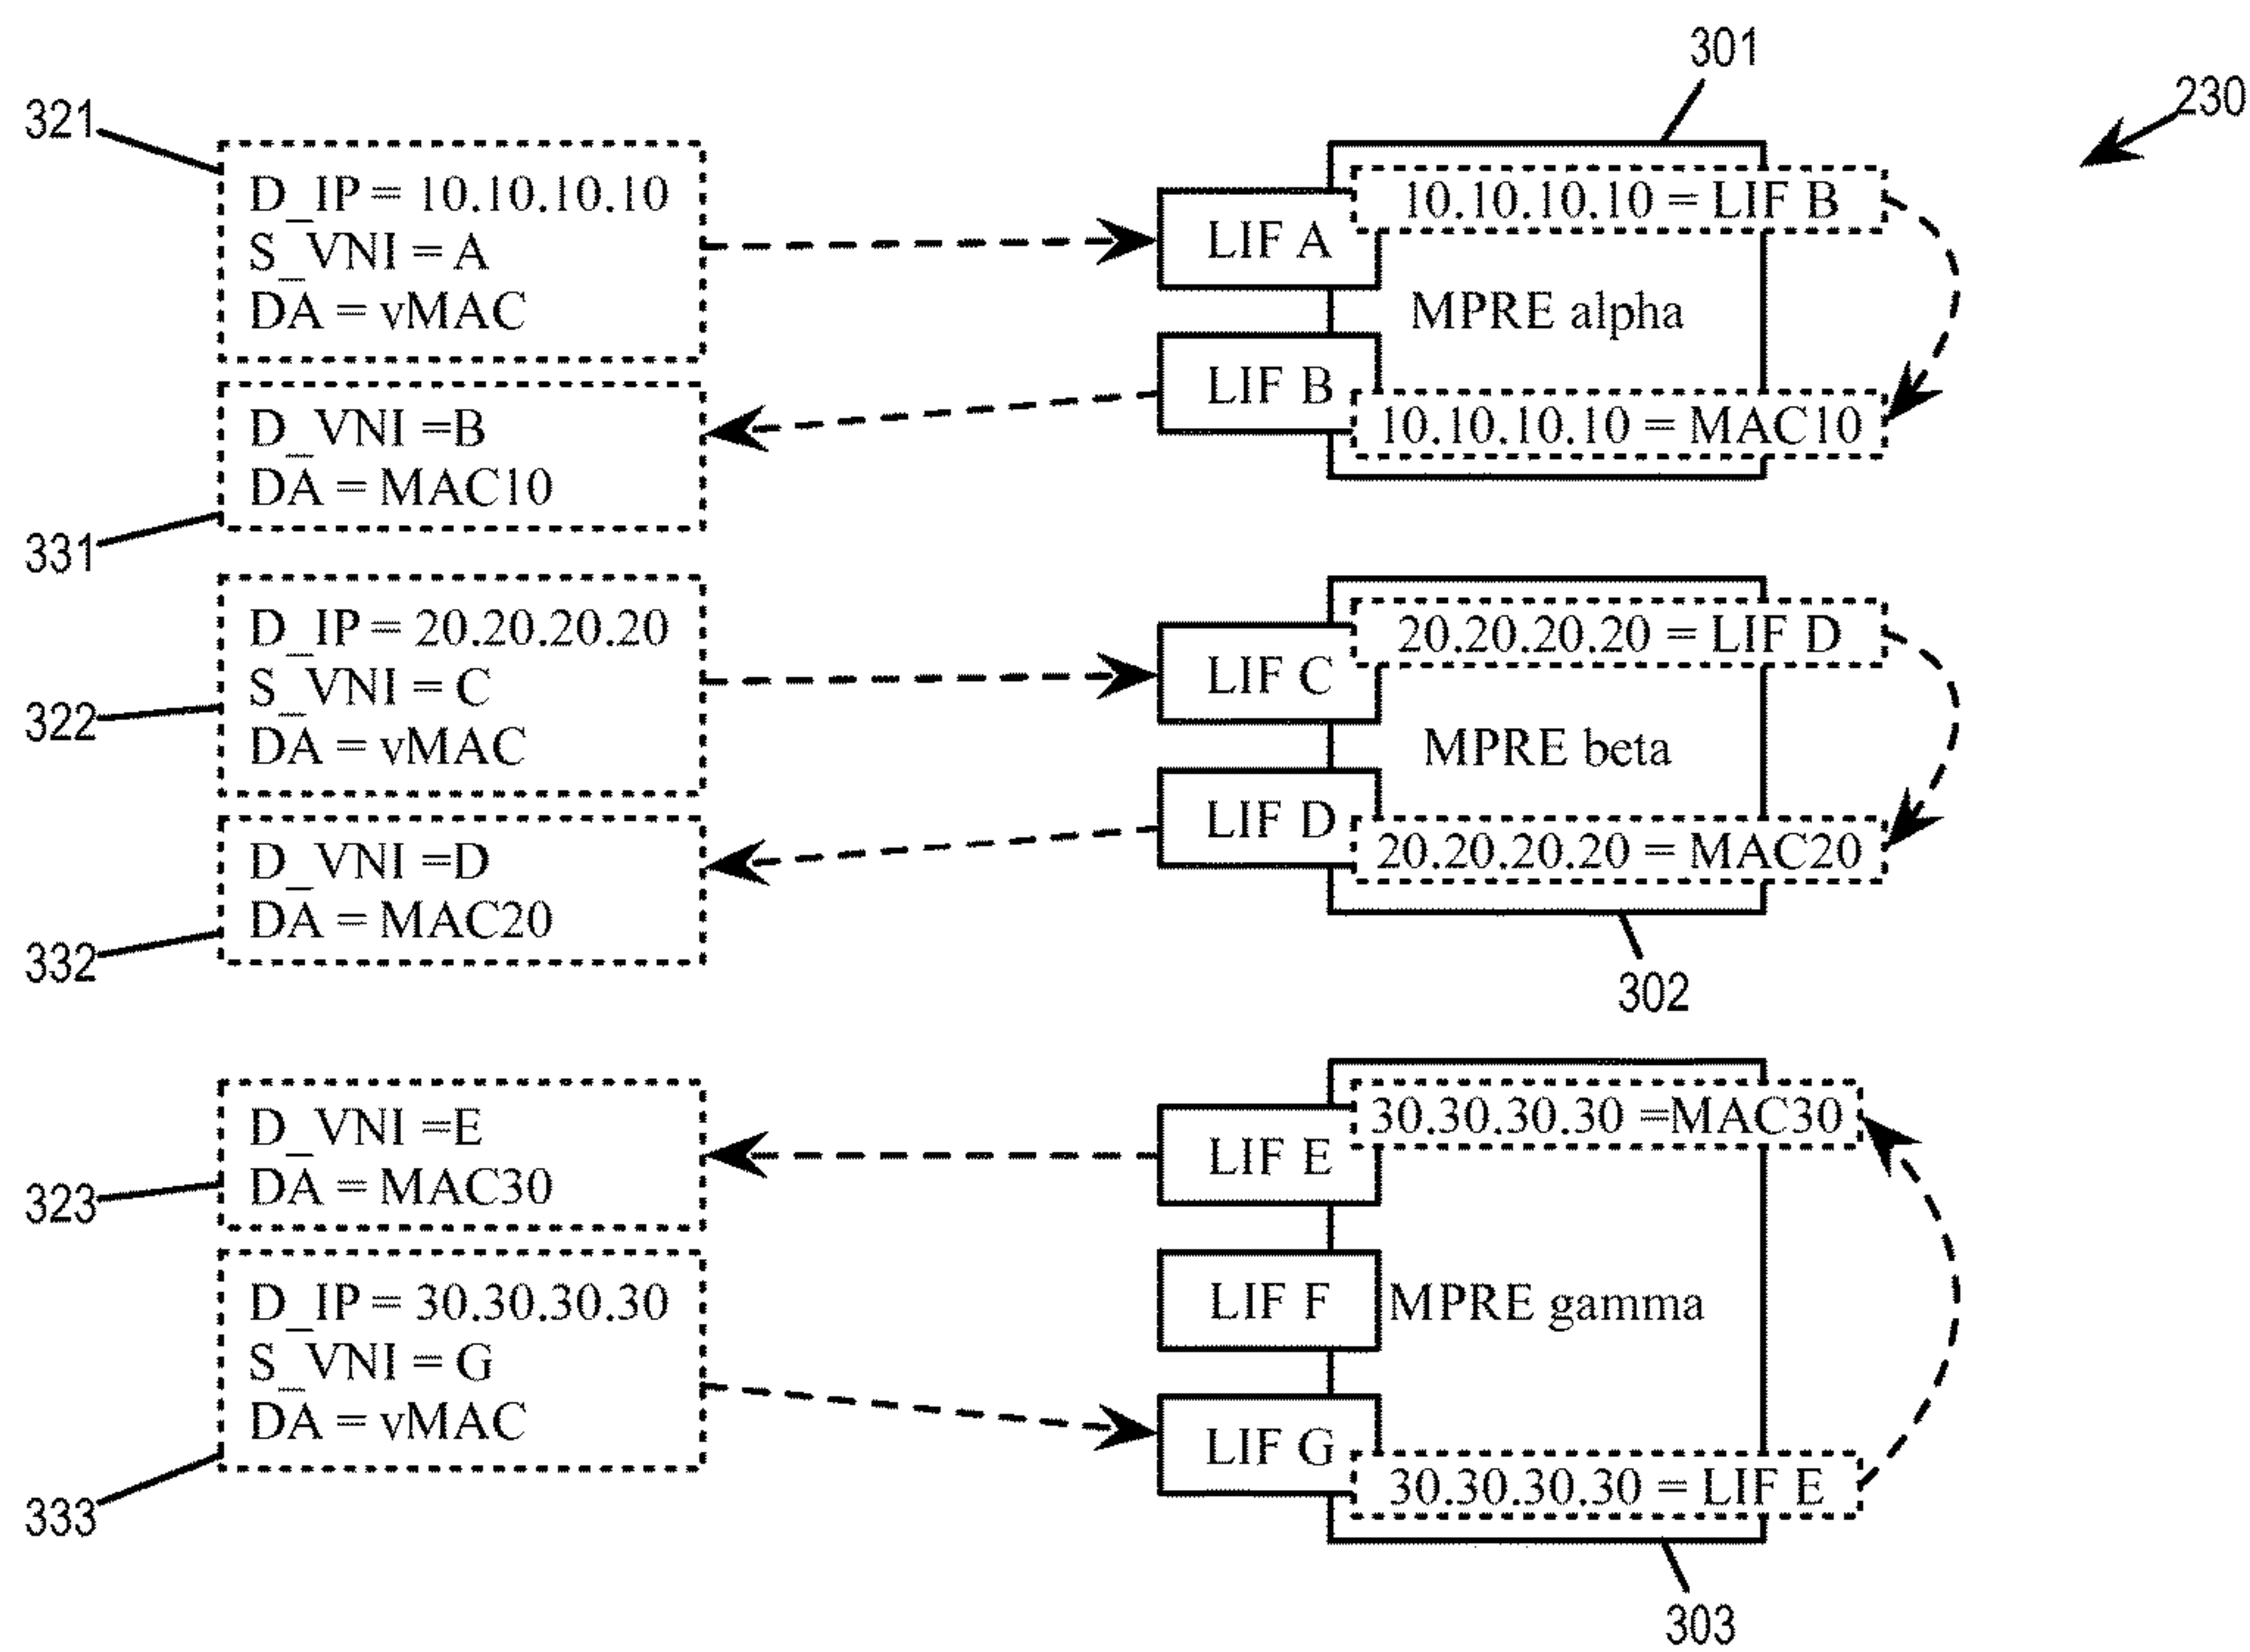 301
230
321
D_IP = 10.10.10.10
S_VNI = A
DA = vMAC
LIF A
10.10.10.10 = LIF B
MPRE alpha
LIF B
10.10.10.10 = MAC10
D_VNI =B
DA = MAC10
331
D_IP = 20.20.20.20
S_VNI = C
DA = vMAC
322
LIF C
20.20.20.20 = LIF D
MPRE beta
LIF D
20.20.20.20 = MAC20
D_VNI =D
DA = MAC20
332
302
D_VNI =E
DA = MAC30
323
LIF E
30.30.30.30 =MAC30
LIF F
MPRE gamma
D_IP = 30.30.30.30
S_VNI = G
DA = vMAC
333
LIF G
30.30.30.30 = LIF E
303